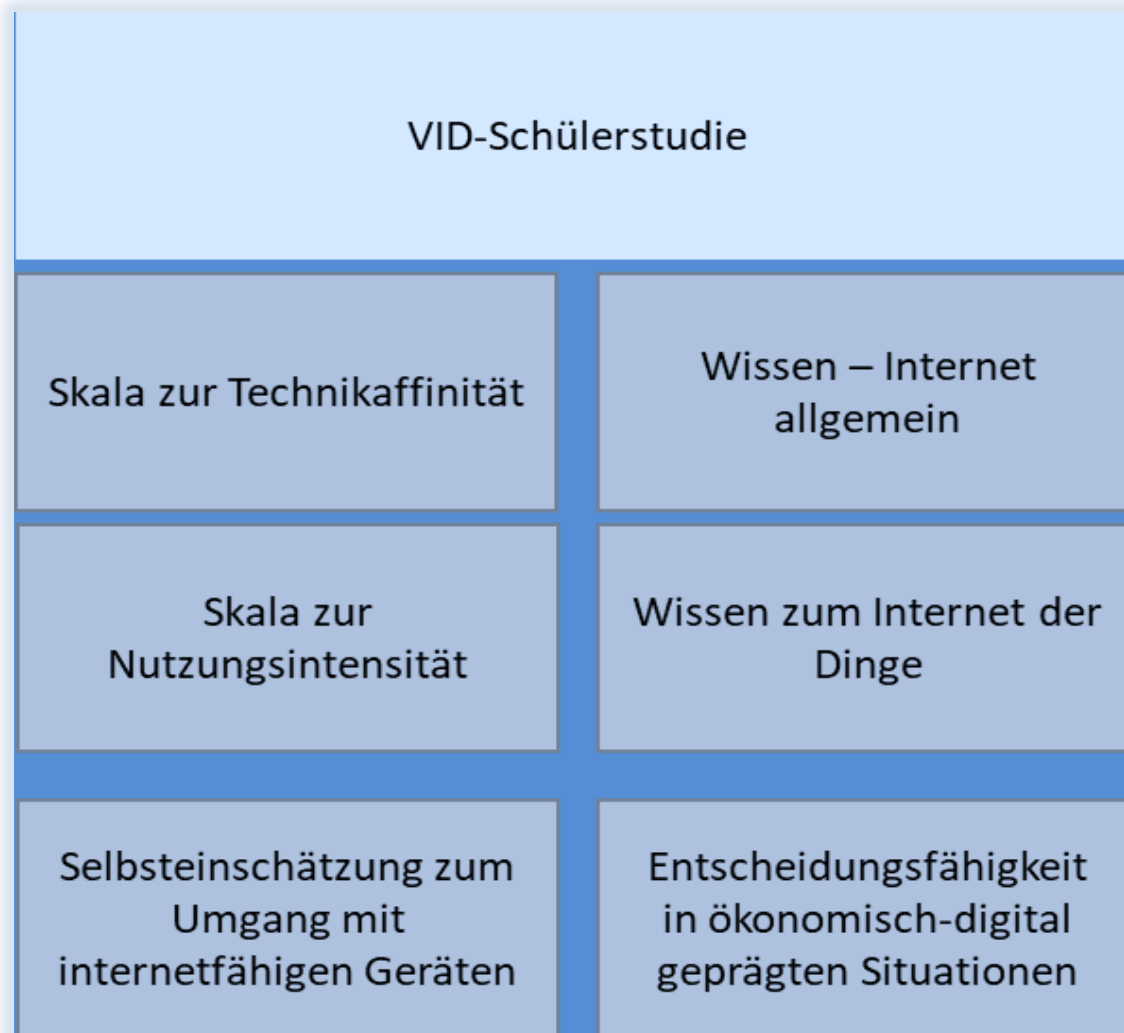 VID-Schülerstudie
Skala zur Technikaffinität
Wissen – Internet
allgemein
Skala zur
Nutzungsintensität
Wissen zum Internet der
Dinge
Selbsteinschätzung zum
Umgang mit
internetfähigen Geräten
Entscheidungsfähigkeit
in ökonomisch-digital
geprägten Situationen